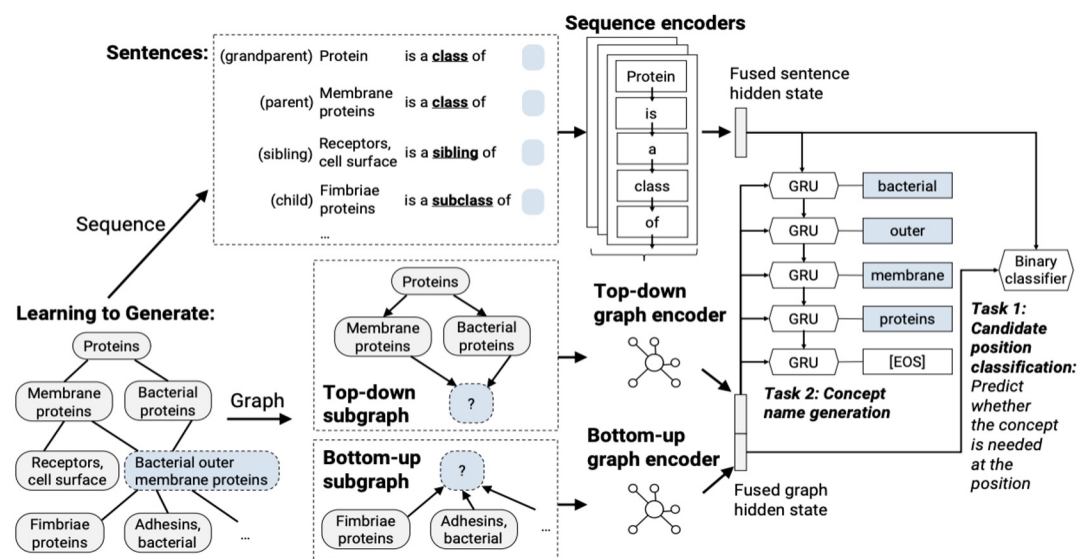 Sequence encoders
Sentences:
(grandparent) Protein is a class of
(parent) Membrane proteins is a class of
(sibling) Receptors, cell surface is a sibling of
(child) Fimbriae proteins is a subclass of
...
Protein
is
a
class
of
Fused sentence
hidden state
GRU
bacterial
GRU
outer
GRU
membrane
GRU
proteins
GRU
[EOS]
Binary
classifier
Task 1:
Candidate
position
classification:
Predict
whether
the concept
is needed
at the
position
Task 2: Concept
name generation
Sequence
Learning to Generate:
Proteins
Membrane
proteins
Bacterial
proteins
Receptors,
cell surface
Bacterial outer
membrane proteins
Fimbriae
proteins
Adhesins,
bacterial
...
Graph
Proteins
Membrane
proteins
Bacterial
proteins
Top-down
subgraph
?
Bottom-up
subgraph
?
Fimbriae
proteins
Adhesins,
bacterial
...
Top-down
graph encoder
Bottom-up
graph encoder
Fused graph
hidden state